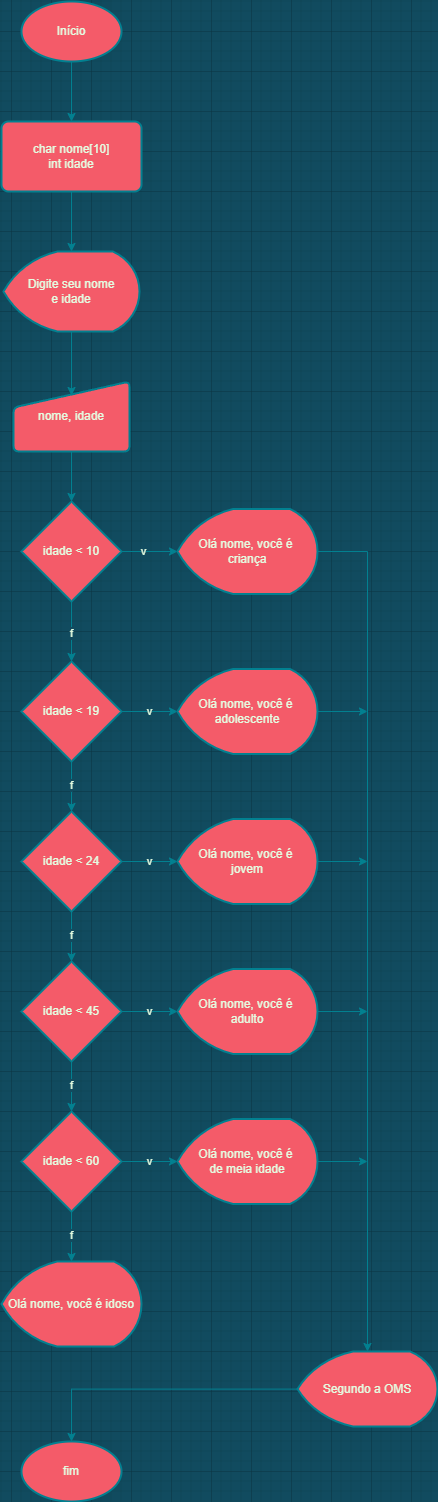 Início
char nome[10]
int idade
Digite seu nome
e idade
nome, idade
idade < 10
v
Olá nome, você é
criança
f
idade < 19
v
Olá nome, você é
adolescente
f
idade < 24
v
Olá nome, você é
jovem
f
idade < 45
v
Olá nome, você é
adulto
f
idade < 60
v
Olá nome, você é
de meia idade
f
Olá nome, você é idoso
Segundo a OMS
fim